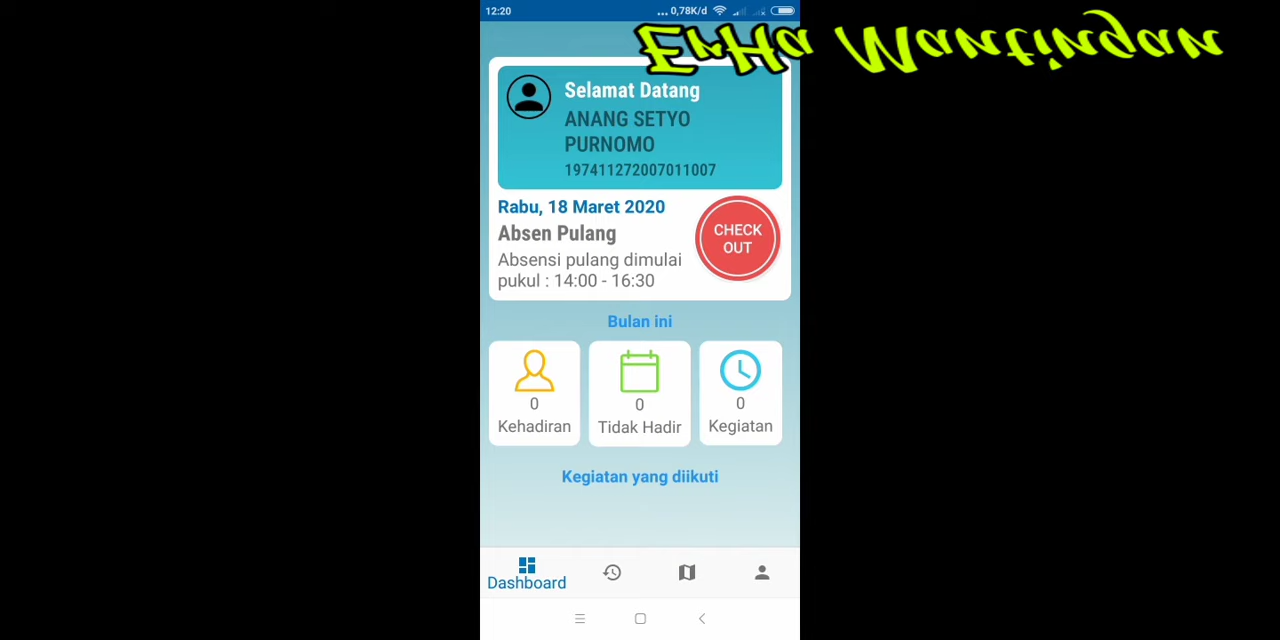 12:20
... 0,78K/d
ErHa Mantingan
Selamat Datang
ANANG SETYO
PURNOMO
197411272007011007
Rabu, 18 Maret 2020
Absen Pulang
Absensi pulang dimulai
pukul : 14:00 - 16:30
CHECK
OUT
Bulan ini
0
Kehadiran
0
Tidak Hadir
0
Kegiatan
Kegiatan yang diikuti
Dashboard